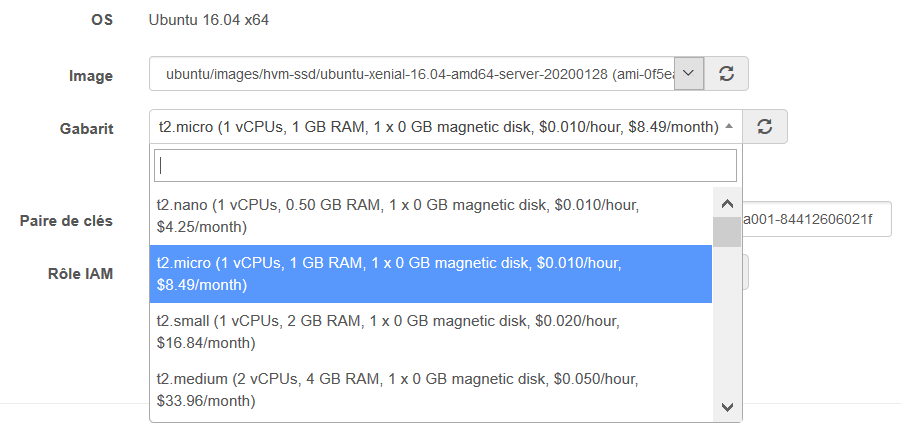 OS Ubuntu 16.04 x64
Image ubuntu/images/hvm-ssd/ubuntu-xenial-16.04-amd64-server-20200128 (ami-0f5ea
Gabarit t2.micro (1 vCPUs, 1 GB RAM, 1 x 0 GB magnetic disk, $0.010/hour, $8.49/month)
t2.nano (1 vCPUs, 0.50 GB RAM, 1 x 0 GB magnetic disk, $0.010/hour,
$4.25/month)
Paire de clés a001-84412606021f
t2.micro (1 vCPUs, 1 GB RAM, 1 x 0 GB magnetic disk, $0.010/hour,
$8.49/month)
Rôle IAM
t2.small (1 vCPUs, 2 GB RAM, 1 x 0 GB magnetic disk, $0.020/hour,
$16.84/month)
t2.medium (2 vCPUs, 4 GB RAM, 1 x 0 GB magnetic disk, $0.050/hour,
$33.96/month)